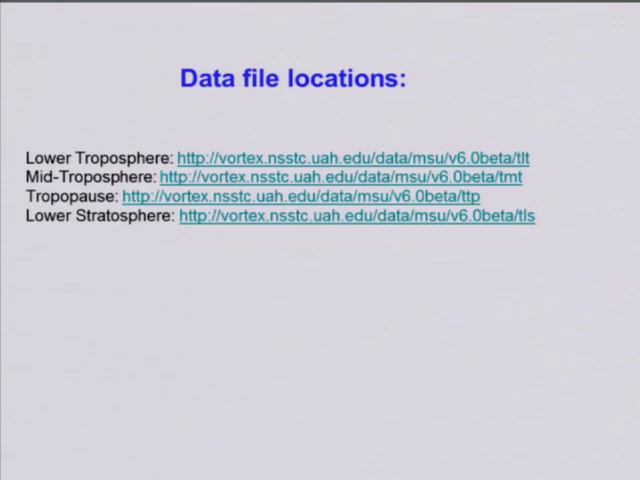 Data file locations:
Lower Troposphere: http://vortex.nsstc.uah.edu/data/msu/v6.0beta/tlt
Mid-Troposphere: http://vortex.nsstc.uah.edu/data/msu/v6.0beta/tmt
Tropopause: http://vortex.nsstc.uah.edu/data/msu/v6.0beta/ttp
Lower Stratosphere: http://vortex.nsstc.uah.edu/data/msu/v6.0beta/tls